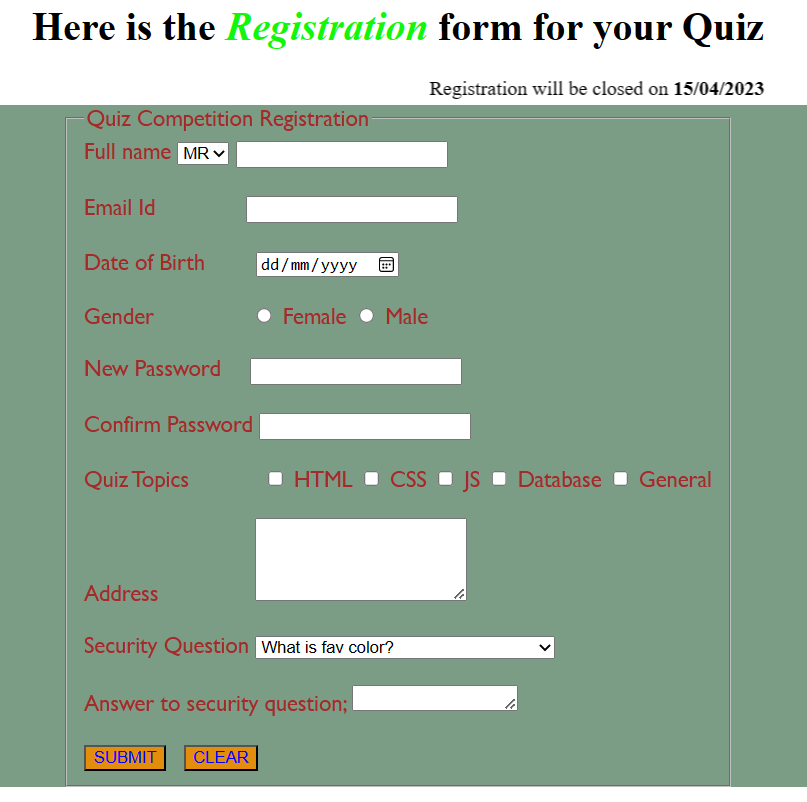 Here is the Registration form for your Quiz
Registration will be closed on 15/04/2023
Quiz Competition Registration
Full name MR
Email Id
Date of Birth dd/mm/yyyy
Gender Female Male
New Password
Confirm Password
Quiz Topics HTML CSS JS Database General
Address
Security Question What is fav color?
Answer to security question;
SUBMIT CLEAR